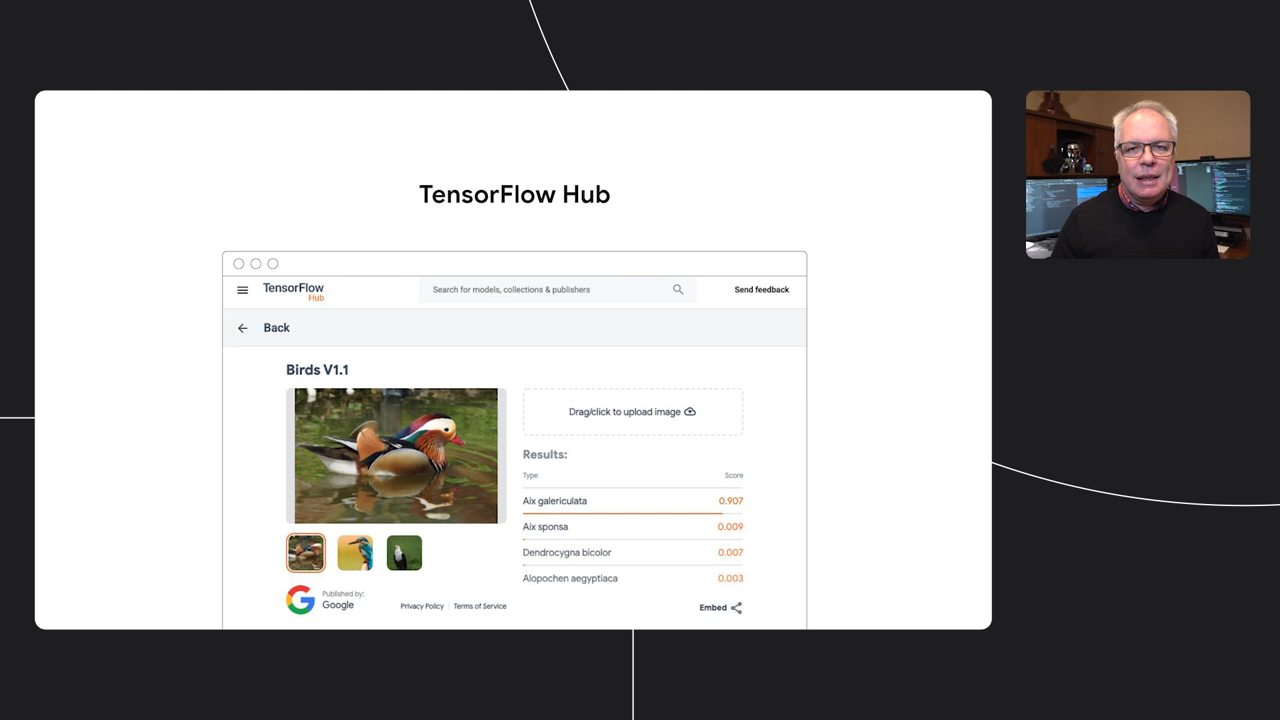 TensorFlow Hub
TensorFlow
Hub
Search for models, collections & publishers
Send feedback
Back
Birds V1.1
Drag/click to upload image
Results:
Type Score
Aix galericulata 0.907
Aix sponsa 0.009
Dendrocygna bicolor 0.007
Alopochen aegyptiaca 0.003
Published by:
Google
Privacy Policy
Terms of Service
Embed